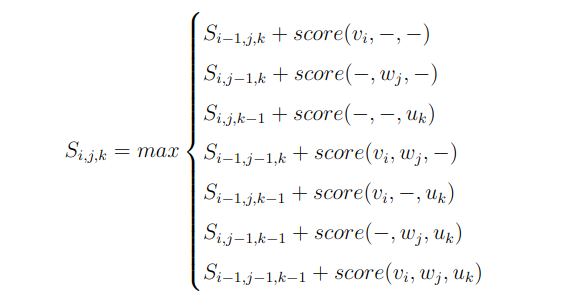 S_{i-1,j,k} + score(v_i, -, -)
S_{i,j-1,k} + score(-, w_j, -)
S_{i,j,k-1} + score(-, -, u_k)
S_{i,j,k} = max { S_{i-1,j-1,k} + score(v_i, w_j, -)
S_{i-1,j,k-1} + score(v_i, -, u_k)
S_{i,j-1,k-1} + score(-, w_j, u_k)
S_{i-1,j-1,k-1} + score(v_i, w_j, u_k)